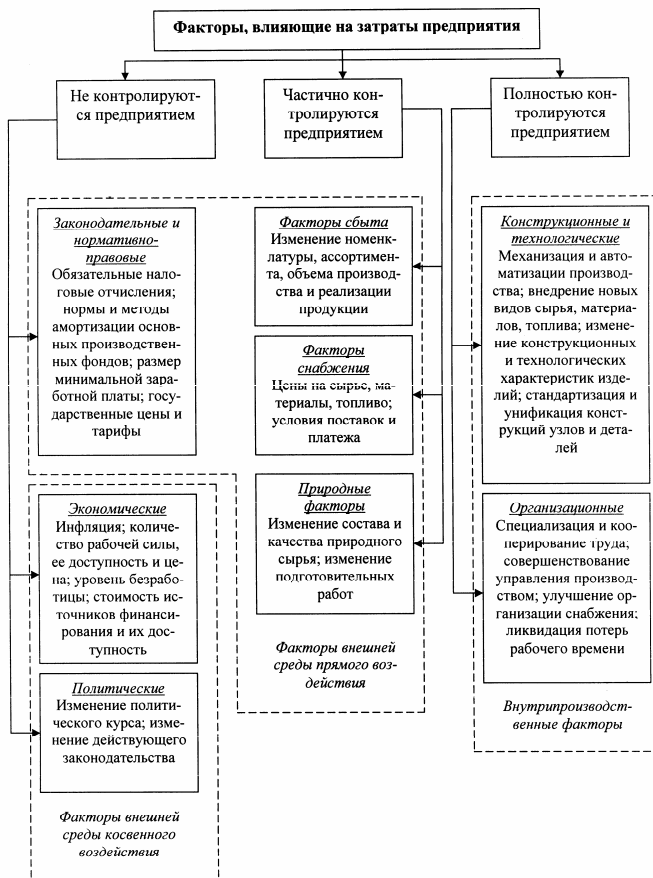 Факторы, влияющие на затраты предприятия
Не контролируют-
ся предприятием
Частично кон-
тролируются
предприятием
Полностью кон-
тролируются
предприятием
Законодательные и
нормативно-
правовые
Обязательные нало-
говые отчисления;
нормы и методы
амортизации основ-
ных производствен-
ных фондов; размер
минимальной зара-
ботной платы; госу-
дарственные цены и
тарифы
Экономические
Инфляция; количе-
ство рабочей силы,
ее доступность и це-
на; уровень безрабо-
тицы; стоимость ис-
точников финанси-
рования и их дос-
тупность
Политические
Изменение полити-
ческого курса; изме-
нение действующего
законодательства
Факторы внешней
среды косвенного
воздействия
Факторы сбыта
Изменение номенк-
латуры, ассортимен-
та, объема производ-
ства и реализации
продукции
Факторы
снабжения
Цены на сырье, ма-
териалы, топливо;
условия поставок и
платежа
Природные
факторы
Изменение состава и
качества природного
сырья; изменение
подготовительных
работ
Факторы внешней
среды прямого воз-
действия
Конструкционные и
технологические
Механизация и авто-
матизации производ-
ства; внедрение новых
видов сырья, материа-
лов, топлива; измене-
ние конструкционных
и технологических
характеристик изде-
лий; стандартизация и
унификация конст-
рукций узлов и дета-
лей
Организационные
Специализация и коо-
перирование труда;
совершенствование
управления производ-
ством; улучшение ор-
ганизации снабжения;
ликвидация потерь
рабочего времени
Внутрипроизводст-
венные факторы